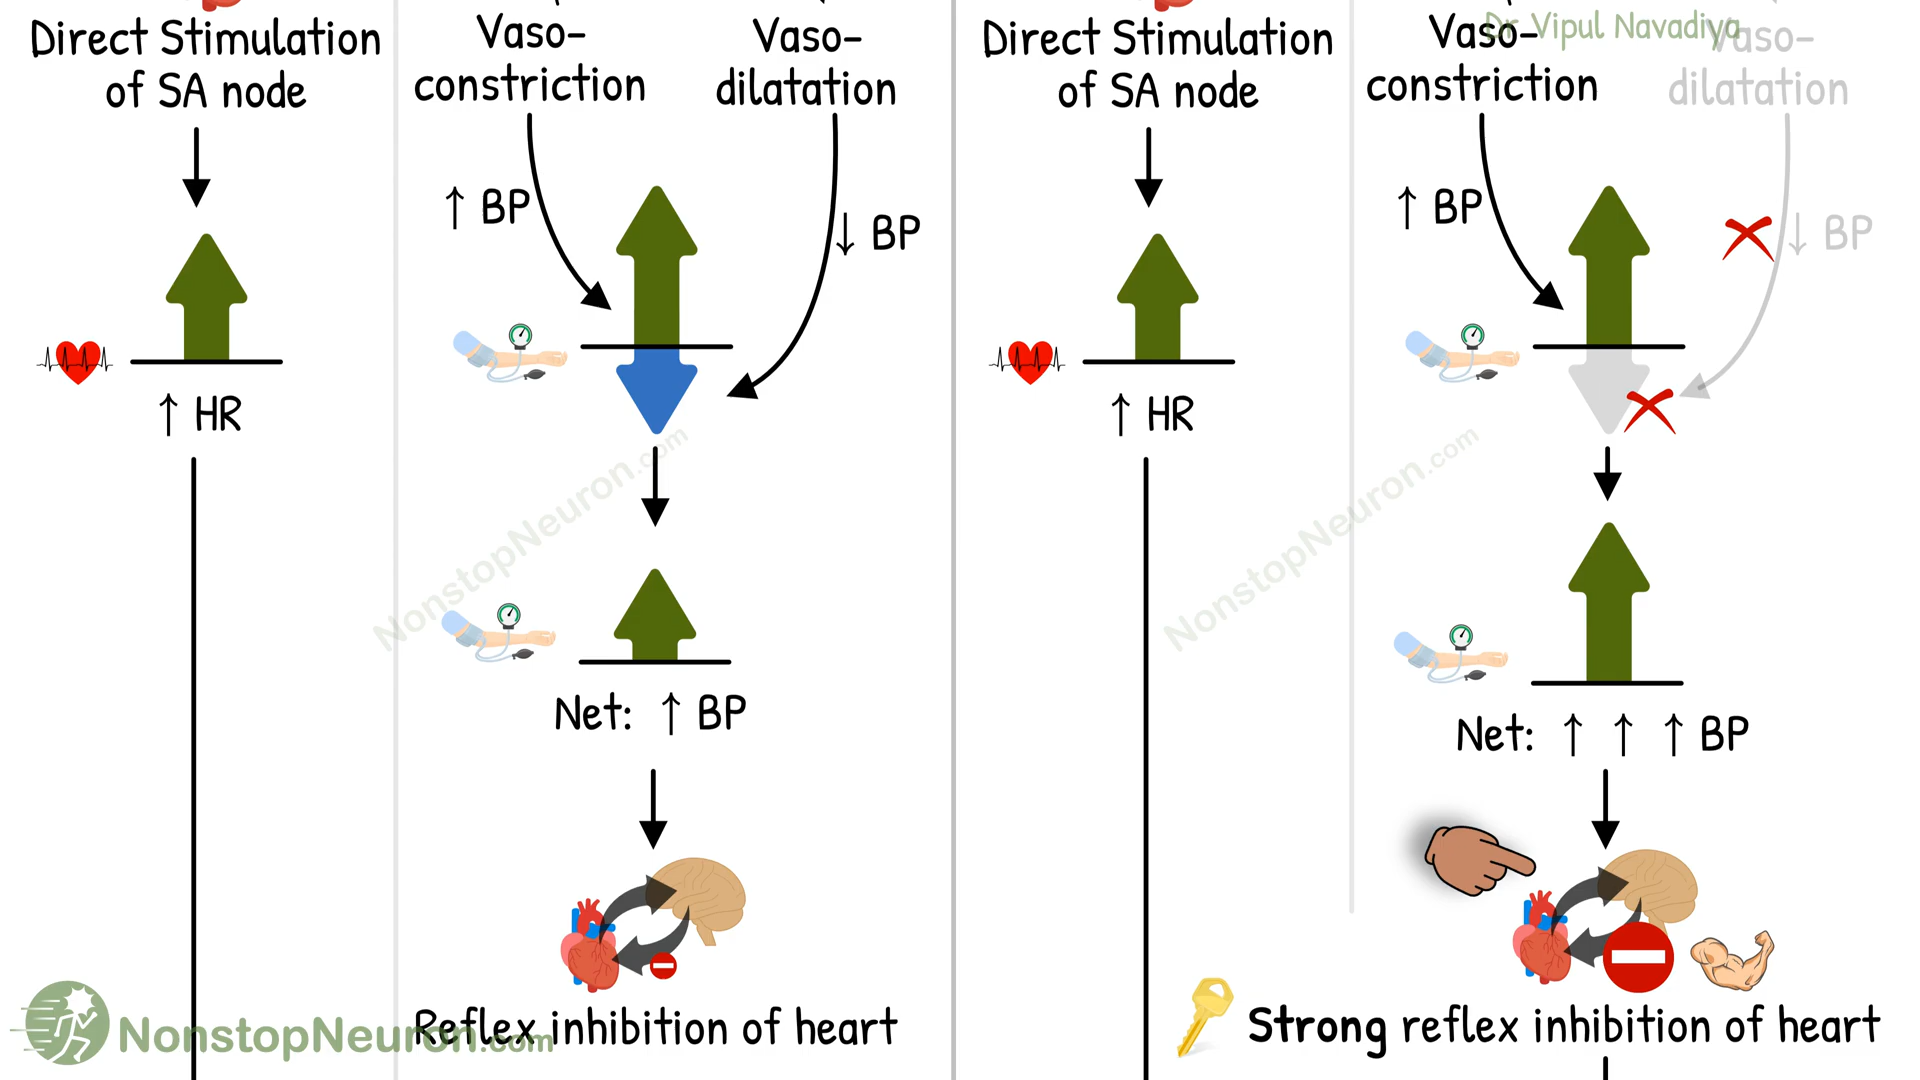 Direct Stimulation
of SA node
↑ HR
Vaso-
constriction
Vaso-
dilatation
↑ BP
↓ BP
Net: ↑ BP
Reflex inhibition of heart
Direct Stimulation
of SA node
↑ HR
Vaso-
constriction
Dr Vipul Navadiya
Vaso-
dilatation
↑ BP
↓ BP
Net: ↑ ↑ ↑ BP
Strong reflex inhibition of heart
NonstopNeuron.com
NonstopNeuron.com
NonstopNeuron.com